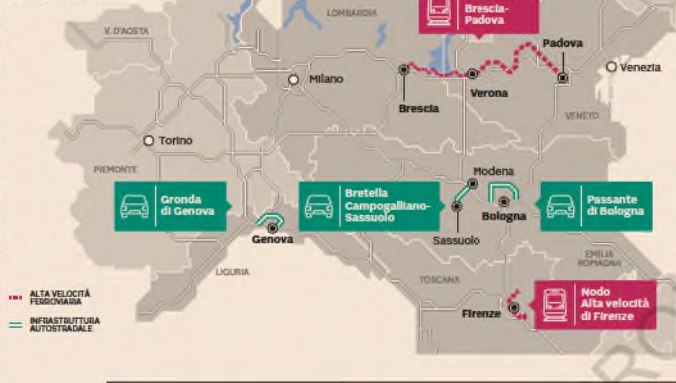 LOMBARDIA
Brescia-
Padova
V. D'AOSTA
Padova
Venezia
Milano
Brescia
Verona
VENETO
Torino
PIEMONTE
Modena
Gronda
di Genova
Bretella
Campogalliano-
Sassuolo
Bologna
Passante
di Bologna
Genova
Sassuolo
LIGURIA
EMILIA
ROMAGNA
TOSCANA
ALTA VELOCITÀ
FERROVIARIA
INFRASTRUTTURA
AUTOSTRADALE
Firenze
Nodo
Alta velocità
di Firenze